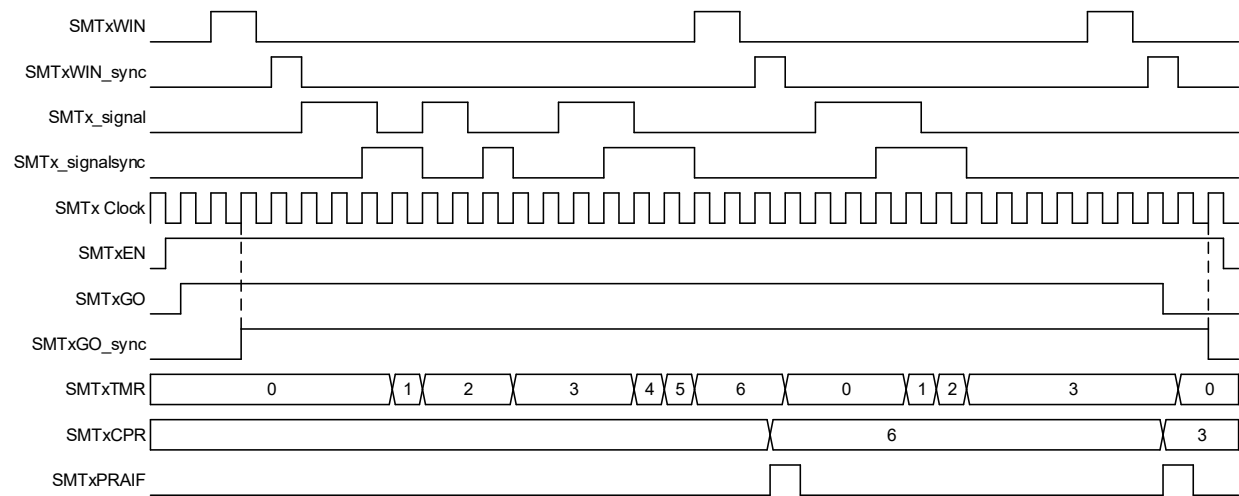 SMTxWIN
SMTxWIN_sync
SMTx_signal
SMTx_signalsync
SMTx Clock
SMTxEN
SMTxGO
SMTxGO_sync
SMTxTMR 0 1 2 3 4 5 6 0 1 2 3 0
SMTxCPR 6 3
SMTxPRAIF